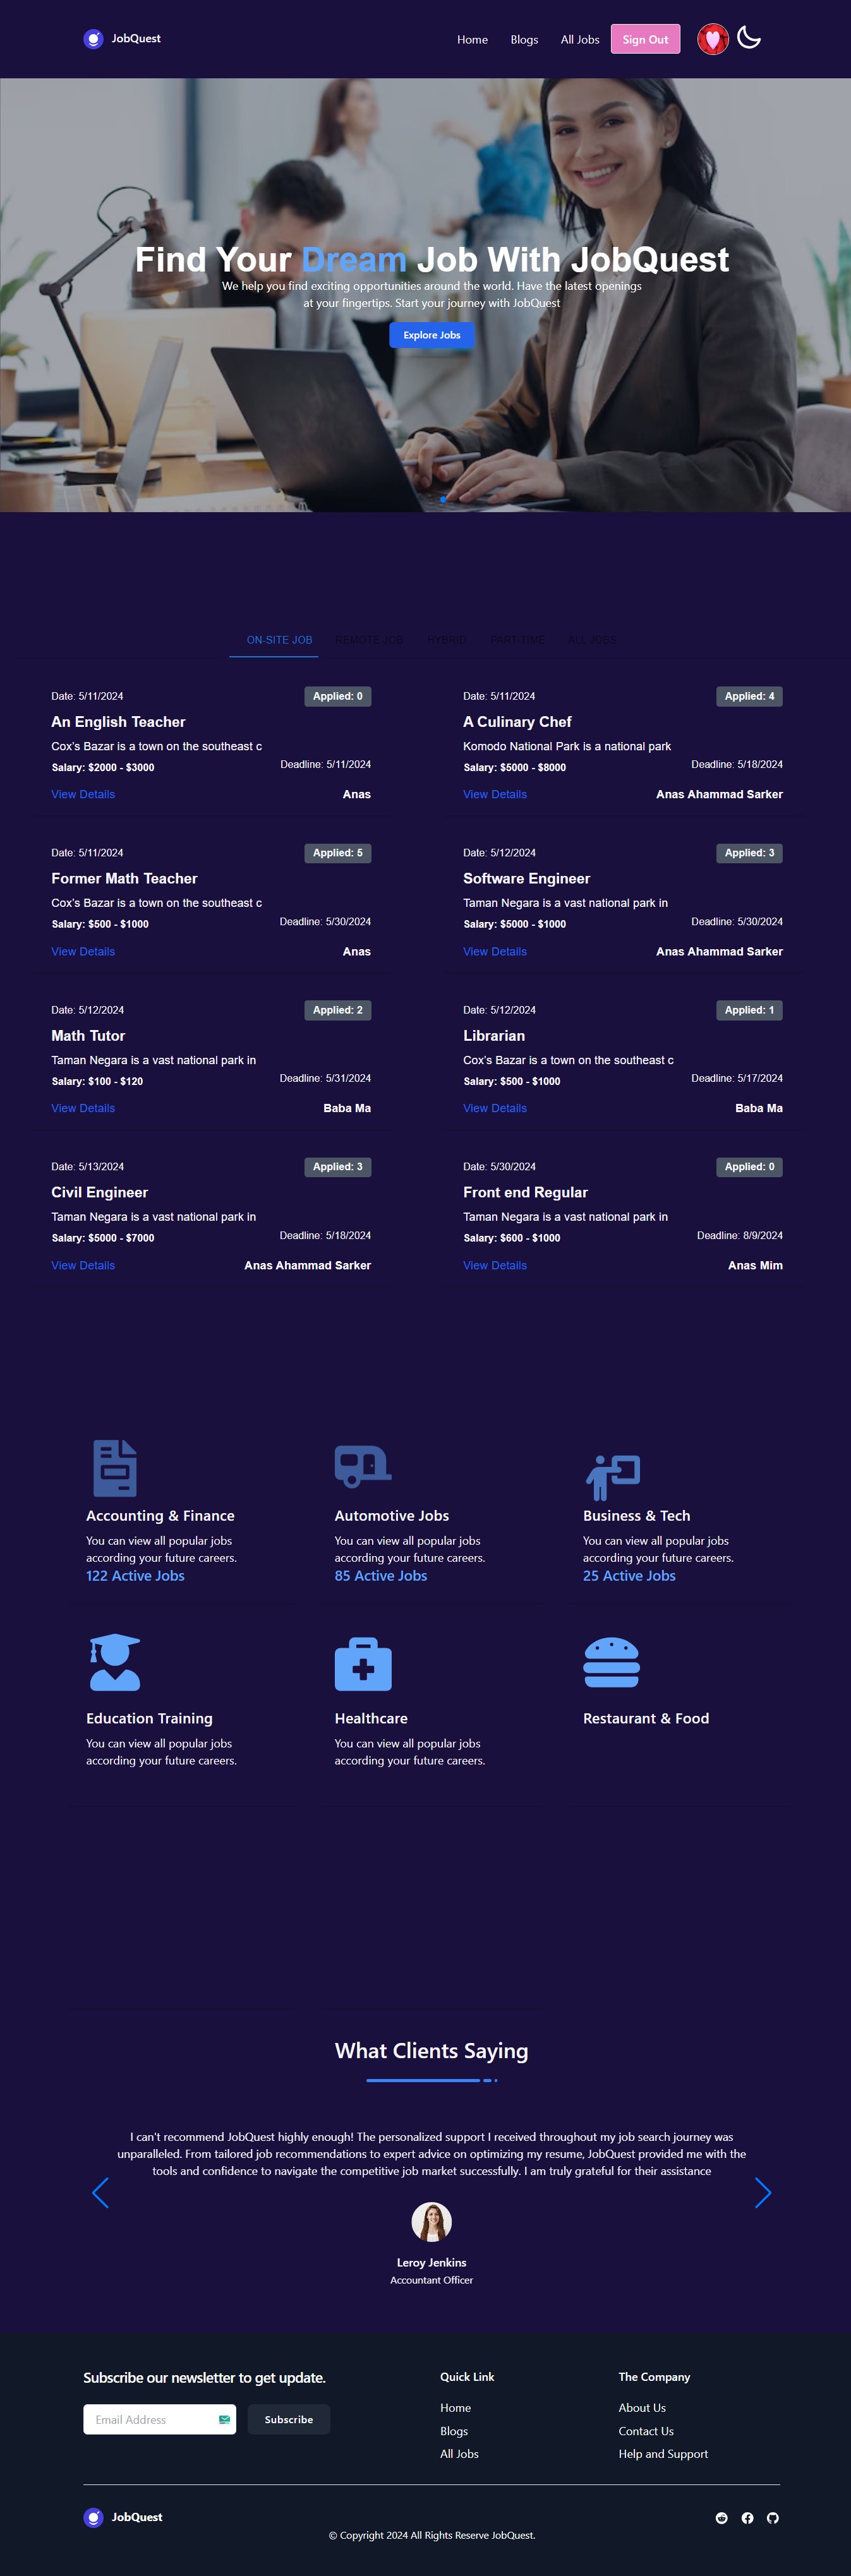 JobQuest
Home
Blogs
All Jobs
Sign Out
Find Your Dream Job With JobQuest
We help you find exciting opportunities around the world. Have the latest openings
at your fingertips. Start your journey with JobQuest
Explore Jobs
ON-SITE JOB
REMOTE JOB
HYBRID
PART-TIME
ALL JOBS
Date: 5/11/2024
Applied: 0
An English Teacher
Cox's Bazar is a town on the southeast c
Salary: $2000 - $3000
Deadline: 5/11/2024
View Details
Anas
Date: 5/11/2024
Applied: 4
A Culinary Chef
Komodo National Park is a national park
Salary: $5000 - $8000
Deadline: 5/18/2024
View Details
Anas Ahammad Sarker
Date: 5/11/2024
Applied: 5
Former Math Teacher
Cox's Bazar is a town on the southeast c
Salary: $500 - $1000
Deadline: 5/30/2024
View Details
Anas
Date: 5/12/2024
Applied: 3
Software Engineer
Taman Negara is a vast national park in
Salary: $5000 - $1000
Deadline: 5/30/2024
View Details
Anas Ahammad Sarker
Date: 5/12/2024
Applied: 2
Math Tutor
Taman Negara is a vast national park in
Salary: $100 - $120
Deadline: 5/31/2024
View Details
Baba Ma
Date: 5/12/2024
Applied: 1
Librarian
Cox's Bazar is a town on the southeast c
Salary: $500 - $1000
Deadline: 5/17/2024
View Details
Baba Ma
Date: 5/13/2024
Applied: 3
Civil Engineer
Taman Negara is a vast national park in
Salary: $5000 - $7000
Deadline: 5/18/2024
View Details
Anas Ahammad Sarker
Date: 5/30/2024
Applied: 0
Front end Regular
Taman Negara is a vast national park in
Salary: $600 - $1000
Deadline: 8/9/2024
View Details
Anas Mim
Accounting & Finance
You can view all popular jobs
according your future careers.
122 Active Jobs
Automotive Jobs
You can view all popular jobs
according your future careers.
85 Active Jobs
Business & Tech
You can view all popular jobs
according your future careers.
25 Active Jobs
Education Training
You can view all popular jobs
according your future careers.
Healthcare
You can view all popular jobs
according your future careers.
Restaurant & Food
What Clients Saying
I can't recommend JobQuest highly enough! The personalized support I received throughout my job search journey was
unparalleled. From tailored job recommendations to expert advice on optimizing my resume, JobQuest provided me with the
tools and confidence to navigate the competitive job market successfully. I am truly grateful for their assistance
Leroy Jenkins
Accountant Officer
Subscribe our newsletter to get update.
Email Address
Subscribe
Quick Link
Home
Blogs
All Jobs
The Company
About Us
Contact Us
Help and Support
JobQuest
© Copyright 2024 All Rights Reserve JobQuest.